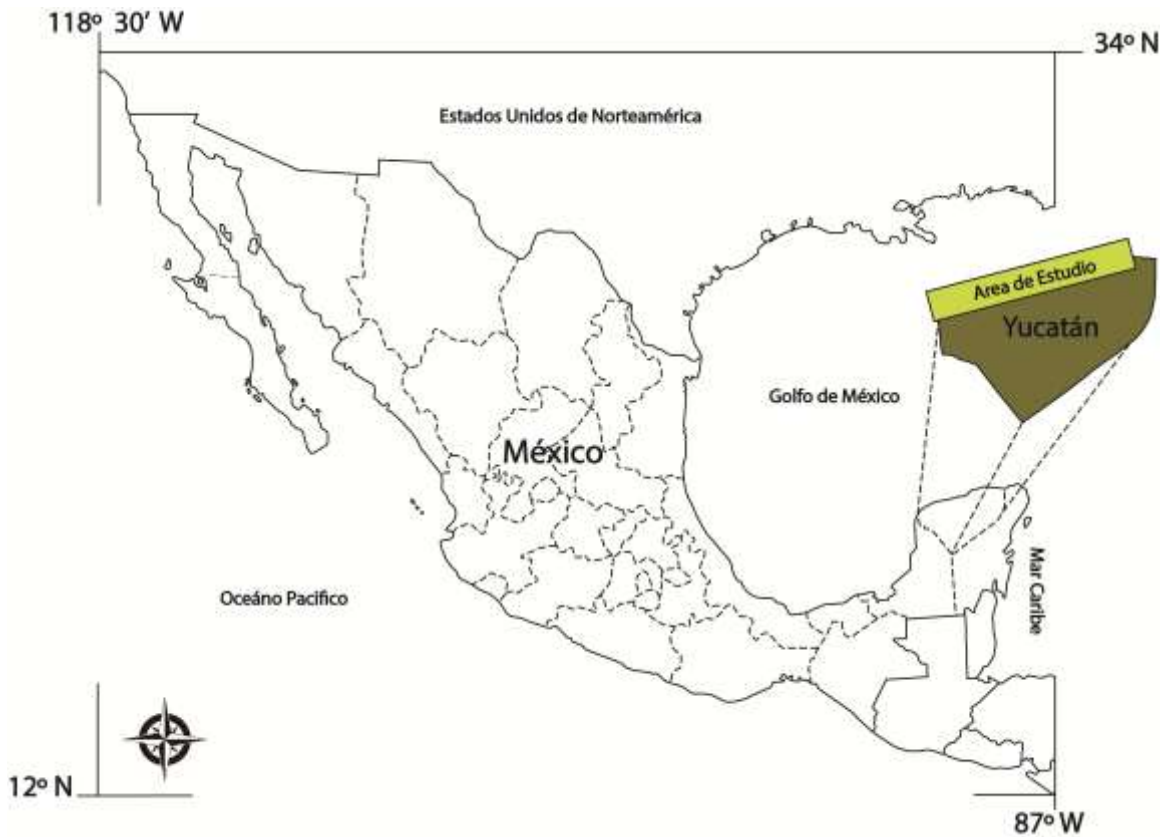 118º 30’ W
34º N
Estados Unidos de Norteamérica
Area de Estudio
Yucatán
Golfo de México
México
Mar Caribe
Oceáno Pacifico
12º N
87º W